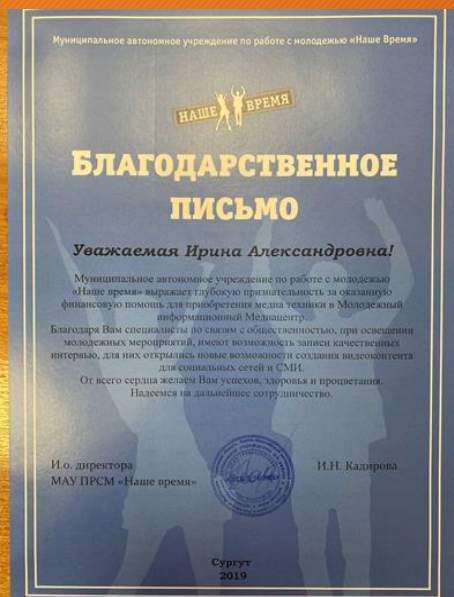 Муниципальное автономное учреждение по работе с молодежью «Наше Время»
НАШЕ ВРЕМЯ
БЛАГОДАРСТВЕННОЕ
ПИСЬМО
Уважаемая Ирина Александровна!
Муниципальное автономное учреждение по работе с молодежью
«Наше время» выражает глубокую признательность за оказанную
финансовую помощь для приобретения медиа техники в Молодежный
информационный Медиацентр.
Благодаря Вам специалисты по связям с общественностью, при освещении
молодежных мероприятий, имеют возможность записи качественных
интервью, для них открылись новые возможности создания видеоконтента
для социальных сетей и СМИ.
От всего сердца желаем Вам успехов, здоровья и процветания.
Надеемся на дальнейшее сотрудничество.
И.о. директора
МАУ ПРСМ «Наше время»
И.Н. Кадирова
Сургут
2019